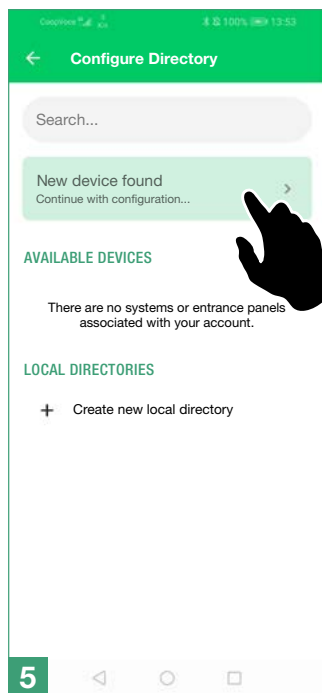 CoopVoce
100% 13:53
Configure Directory
Search...
New device found
Continue with configuration...
AVAILABLE DEVICES
There are no systems or entrance panels
associated with your account.
LOCAL DIRECTORIES
+ Create new local directory
5